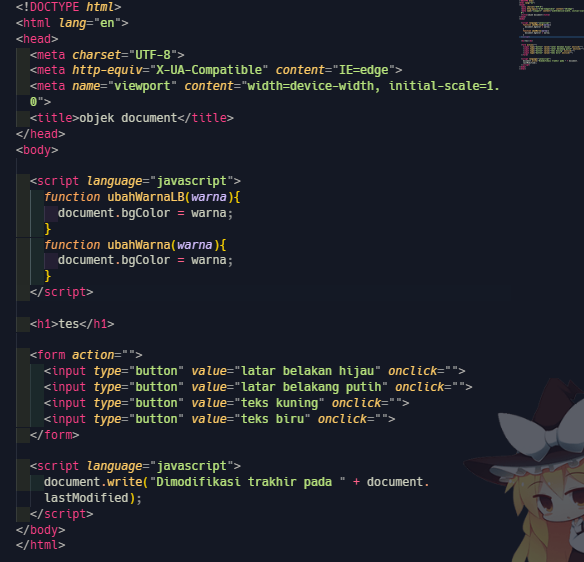 <!DOCTYPE html>
<html lang="en">
<head>
<meta charset="UTF-8">
<meta http-equiv="X-UA-Compatible" content="IE=edge">
<meta name="viewport" content="width=device-width, initial-scale=1.
0">
<title>objek document</title>
</head>
<body>
<script language="javascript">
function ubahWarnaLB(warna){
document.bgColor = warna;
}
function ubahWarna(warna){
document.bgColor = warna;
}
</script>
<h1>tes</h1>
<form action="">
<input type="button" value="latar belakan hijau" onclick="">
<input type="button" value="latar belakang putih" onclick="">
<input type="button" value="teks kuning" onclick="">
<input type="button" value="teks biru" onclick="">
</form>
<script language="javascript">
document.write("Dimodifikasi trakhir pada " + document.
lastModified);
</script>
</body>
</html>